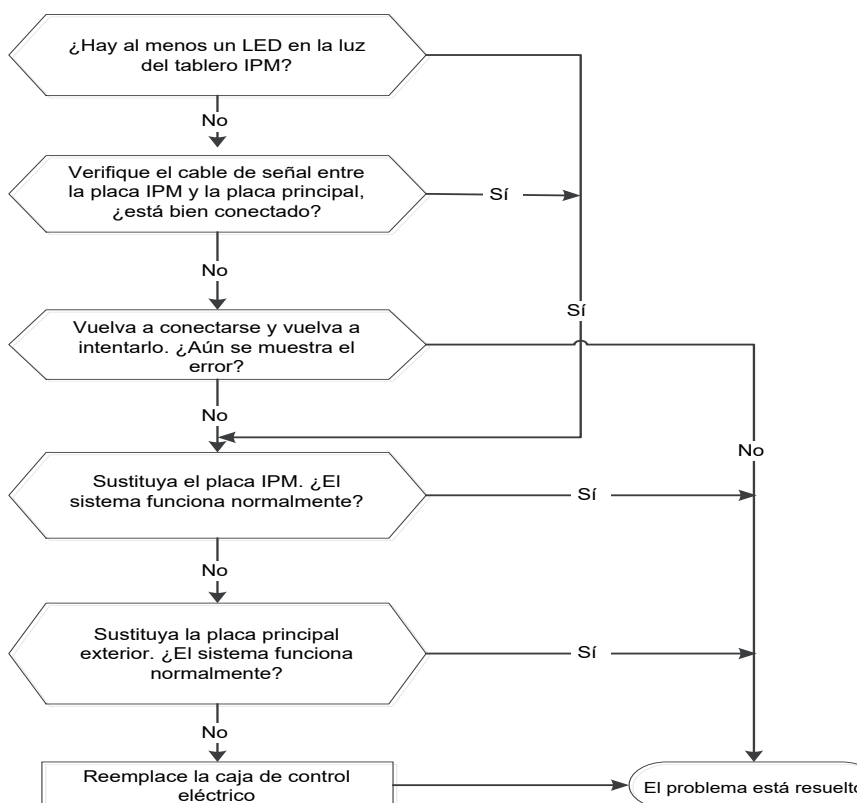 ¿Hay al menos un LED en la luz
del tablero IPM?
No
Verifique el cable de señal entre
la placa IPM y la placa principal,
¿está bien conectado?
Sí
No
Sí
Vuelva a conectarse y vuelva a
intentarlo. ¿Aún se muestra el
error?
No
No
Sustituya el placa IPM. ¿El
sistema funciona normalmente?
Sí
No
Sustituya la placa principal
exterior. ¿El sistema funciona
normalmente?
Sí
No
Reemplace la caja de control
eléctrico
El problema está resuelto